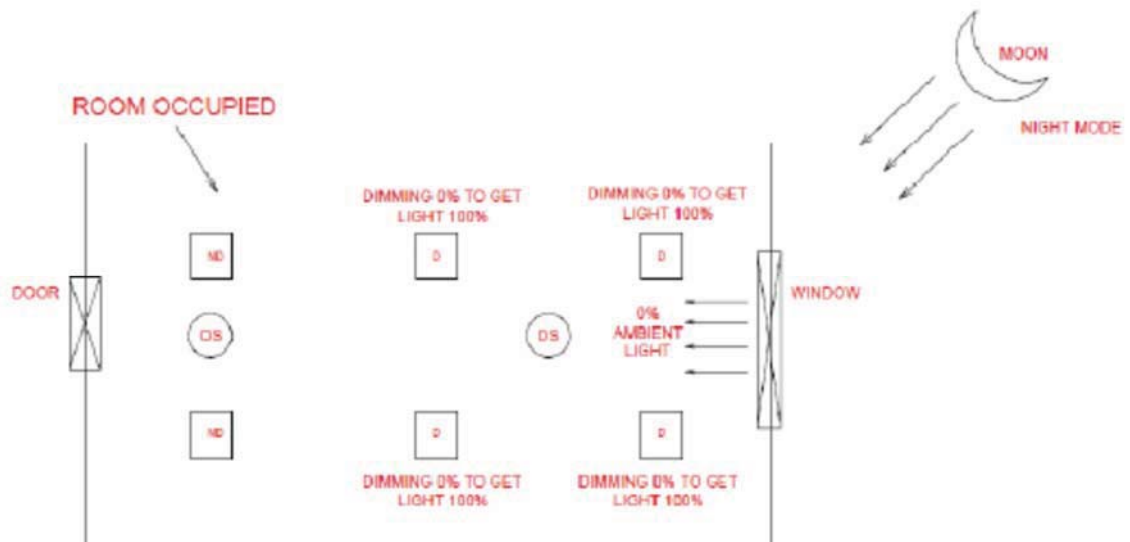 MOON
ROOM OCCUPIED
NIGHT MODE
DIMMING 0% TO GET
LIGHT 100%
DIMMING 0% TO GET
LIGHT 100%
ND
D
D
DOOR
WINDOW
0%
AMBIENT
LIGHT
OS
DS
ND
D
D
DIMMING 0% TO GET
LIGHT 100%
DIMMING 0% TO GET
LIGHT 100%